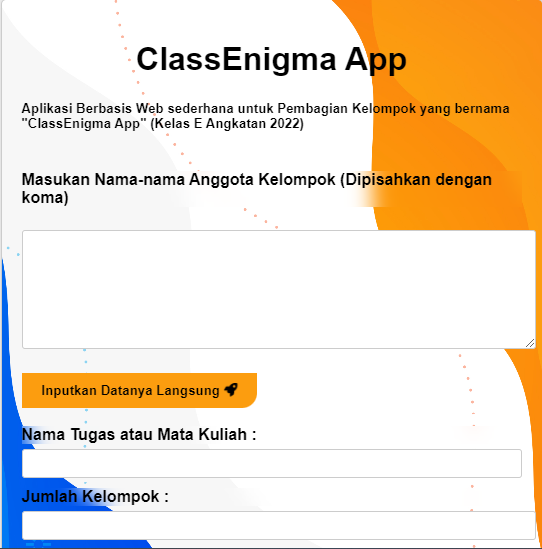 ClassEnigma App
Aplikasi Berbasis Web sederhana untuk Pembagian Kelompok yang bernama
"ClassEnigma App" (Kelas E Angkatan 2022)
Masukan Nama-nama Anggota Kelompok (Dipisahkan dengan
koma)
Inputkan Datanya Langsung
Nama Tugas atau Mata Kuliah :
Jumlah Kelompok :